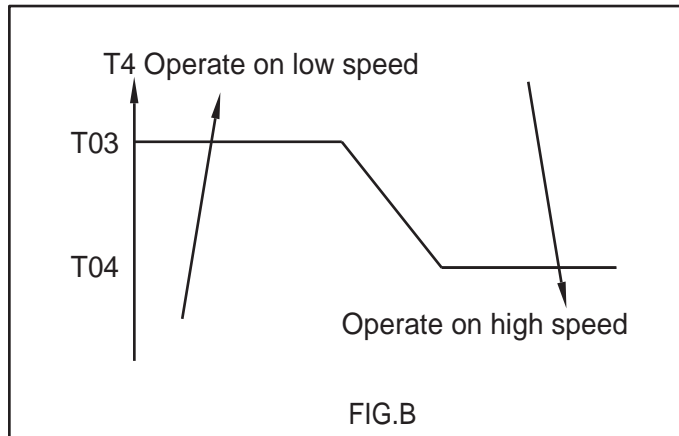 T4 Operate on low speed
T03
T04
Operate on high speed
FIG.B